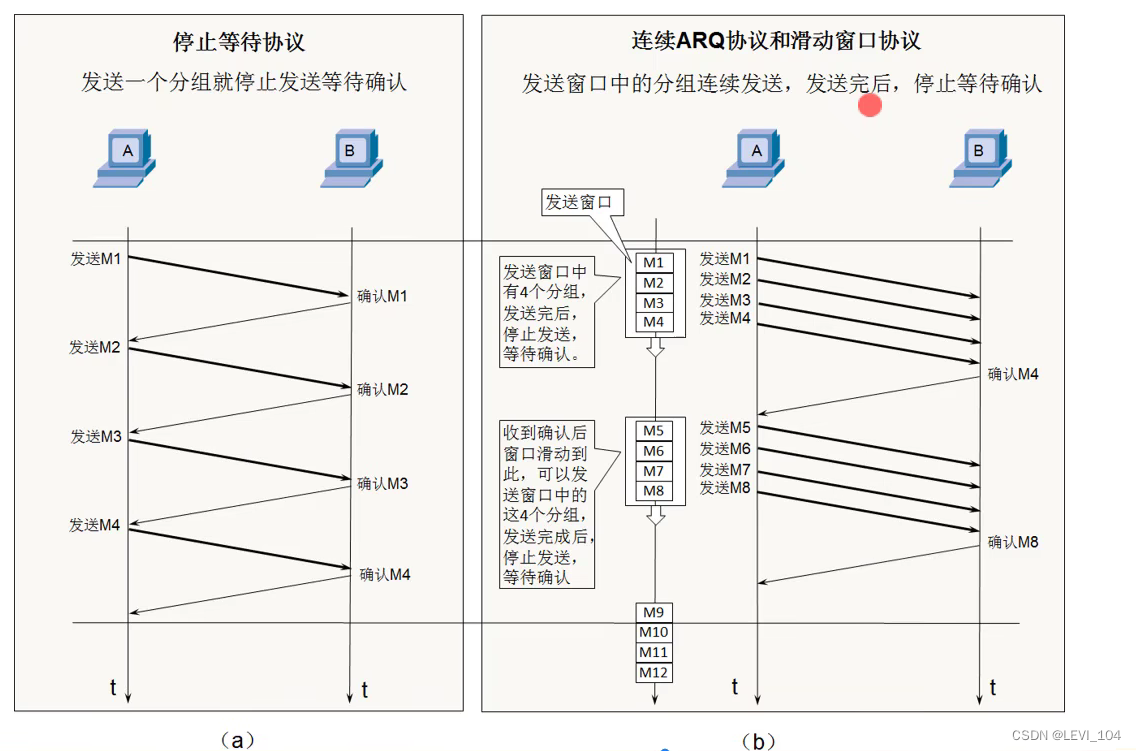 停止等待协议
发送一个分组就停止发送等待确认
A
B
发送M1
确认M1
发送M2
确认M2
发送M3
确认M3
发送M4
确认M4
t
t
(a)
连续ARQ协议和滑动窗口协议
发送窗口中的分组连续发送，发送完后，停止等待确认
A
B
发送窗口
发送窗口中
有4个分组，
发送完后，
停止发送，
等待确认。
M1
M2
M3
M4
发送M1
发送M2
发送M3
发送M4
确认M4
收到确认后
窗口滑动到
此，可以发
送窗口中的
这4个分组，
发送完成后，
停止发送，
等待确认
M5
M6
M7
M8
发送M5
发送M6
发送M7
发送M8
确认M8
M9
M10
M11
M12
t
t
(b)
CSDN @LEVI_104